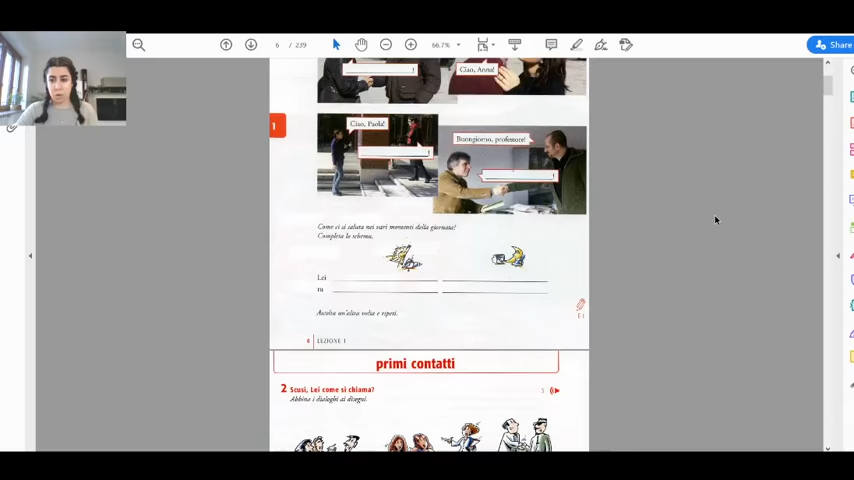 6 / 239
66.7%
Share
!
Ciao, Anna!
1
Ciao, Paola!
!
Buongiorno, professore!
!
Come ci si saluta nei vari momenti della giornata?
Completa lo schema.
Lei
tu
Ascolta un'altra volta e ripeti.
E 1
6 LEZIONE 1
primi contatti
2 Scusi, Lei come si chiama?
5
Abbina i dialoghi ai disegni.